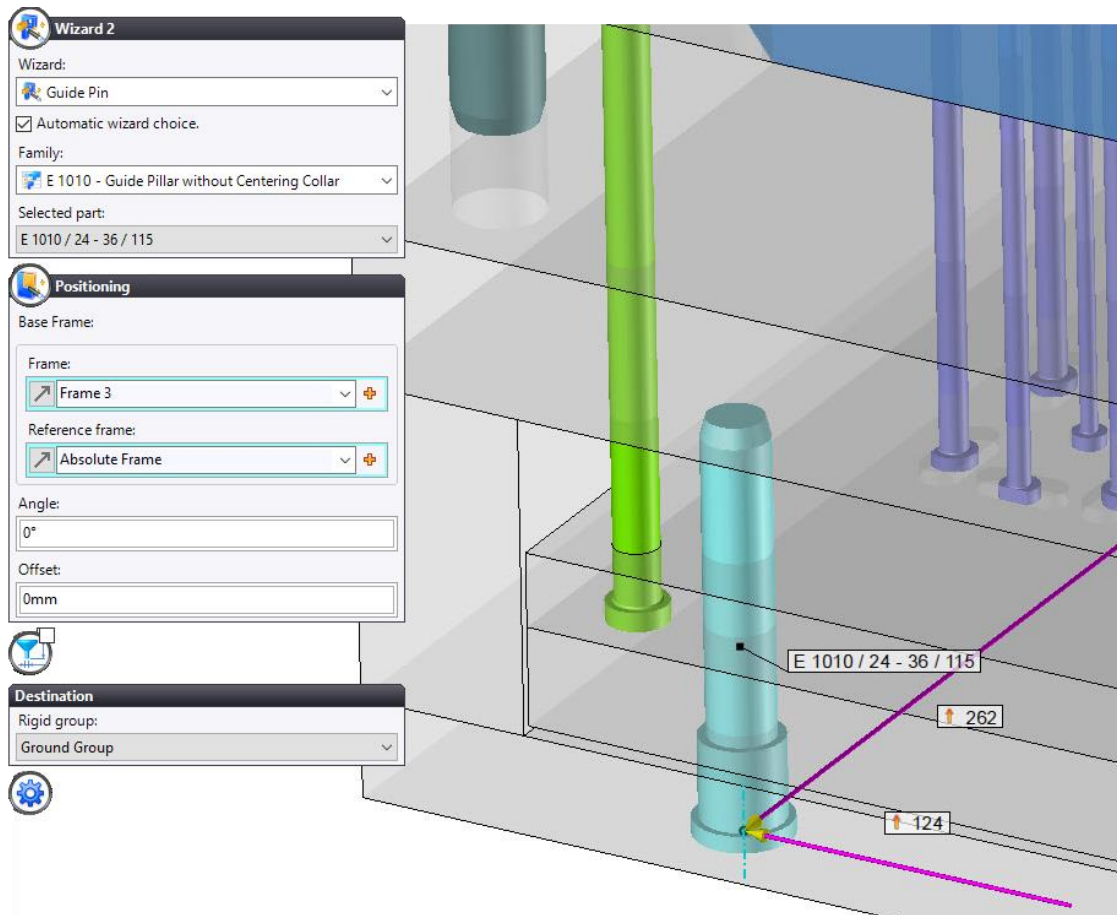 Wizard 2
Wizard:
Guide Pin
Automatic wizard choice.
Family:
E 1010 - Guide Pillar without Centering Collar
Selected part:
E 1010 / 24 - 36 / 115
Positioning
Base Frame:
Frame:
Frame 3
Reference frame:
Absolute Frame
Angle:
0°
Offset:
0mm
Destination
Rigid group:
Ground Group
E 1010 / 24 - 36 / 115
262
124